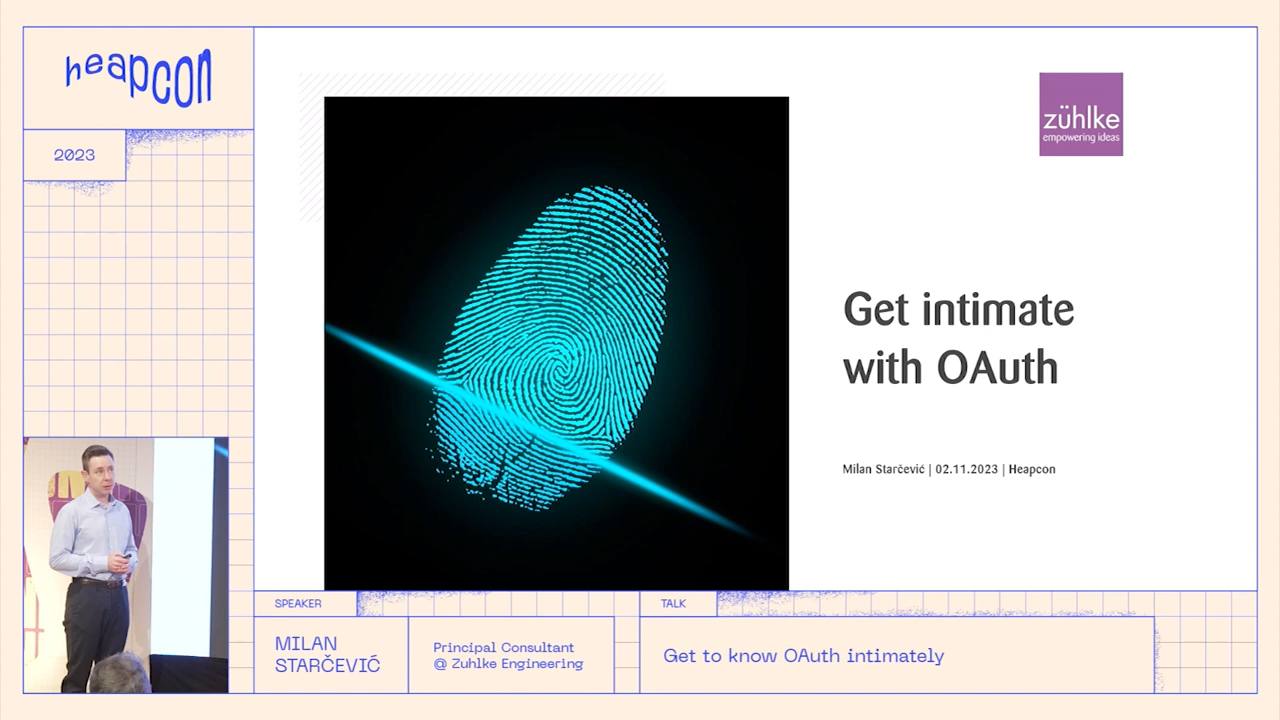 heapcon
2023
zühlke
empowering ideas
Get intimate
with OAuth
Milan Starčević | 02.11.2023 | Heapcon
SPEAKER
MILAN
STARČEVIĆ
Principal Consultant
@ Zuhlke Engineering
TALK
Get to know OAuth intimately